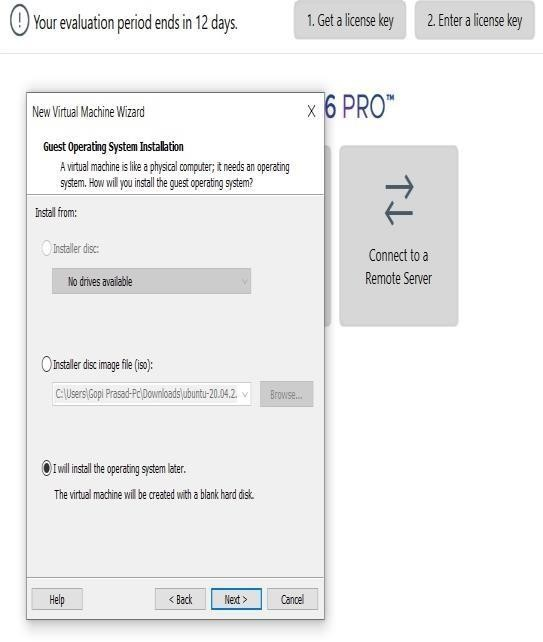 Your evaluation period ends in 12 days.
1. Get a license key
2. Enter a license key
New Virtual Machine Wizard
X
6 PRO™
Guest Operating System Installation
A virtual machine is like a physical computer; it needs an operating
system. How will you install the guest operating system?
Install from:
Installer disc:
No drives available
Connect to a
Remote Server
Installer disc image file (iso):
C:\Users\Gopi Prasad-Pc\Downloads\ubuntu-20.04.2.
Browse...
I will install the operating system later.
The virtual machine will be created with a blank hard disk.
Help
< Back
Next >
Cancel